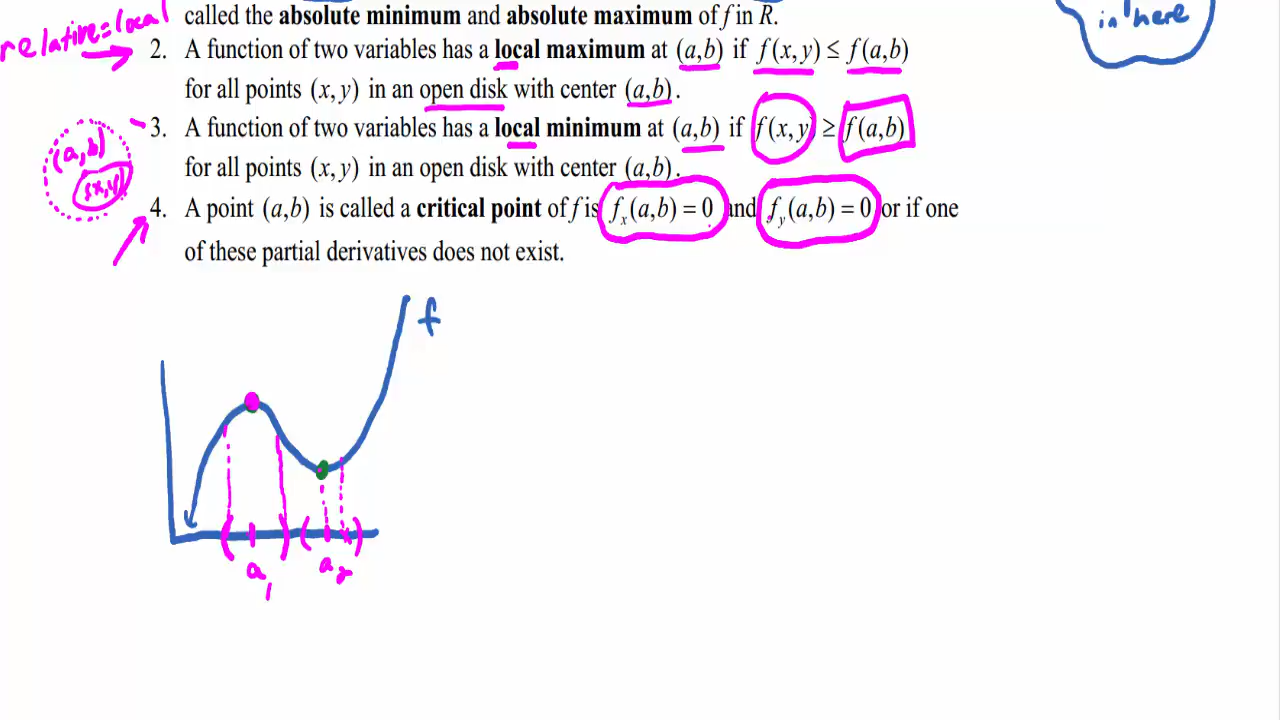 called the absolute minimum and absolute maximum of f in R.
in here
relative=local
2. A function of two variables has a local maximum at (a,b) if f(x,y) ≤ f(a,b)
for all points (x,y) in an open disk with center (a,b).
3. A function of two variables has a local minimum at (a,b) if f(x,y) ≥ f(a,b)
for all points (x,y) in an open disk with center (a,b).
(a,b)
(x,y)
4. A point (a,b) is called a critical point of f is f_x(a,b) = 0 and f_y(a,b) = 0 or if one
of these partial derivatives does not exist.
f
a₁
a₂